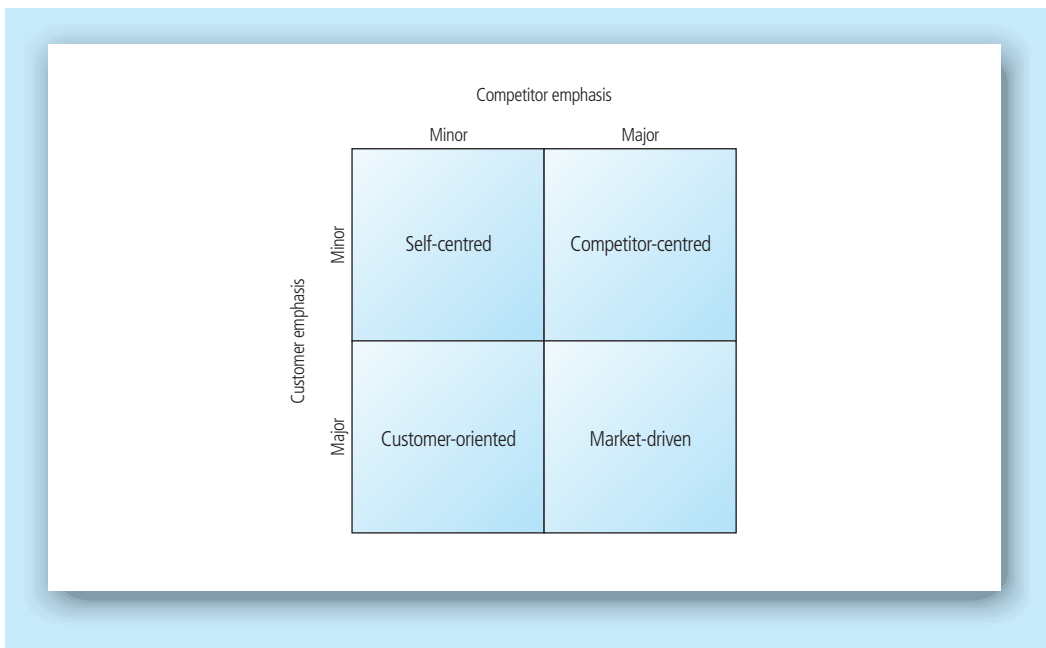 Competitor emphasis
Minor
Major
Customer emphasis
Minor
Self-centred
Competitor-centred
Major
Customer-oriented
Market-driven